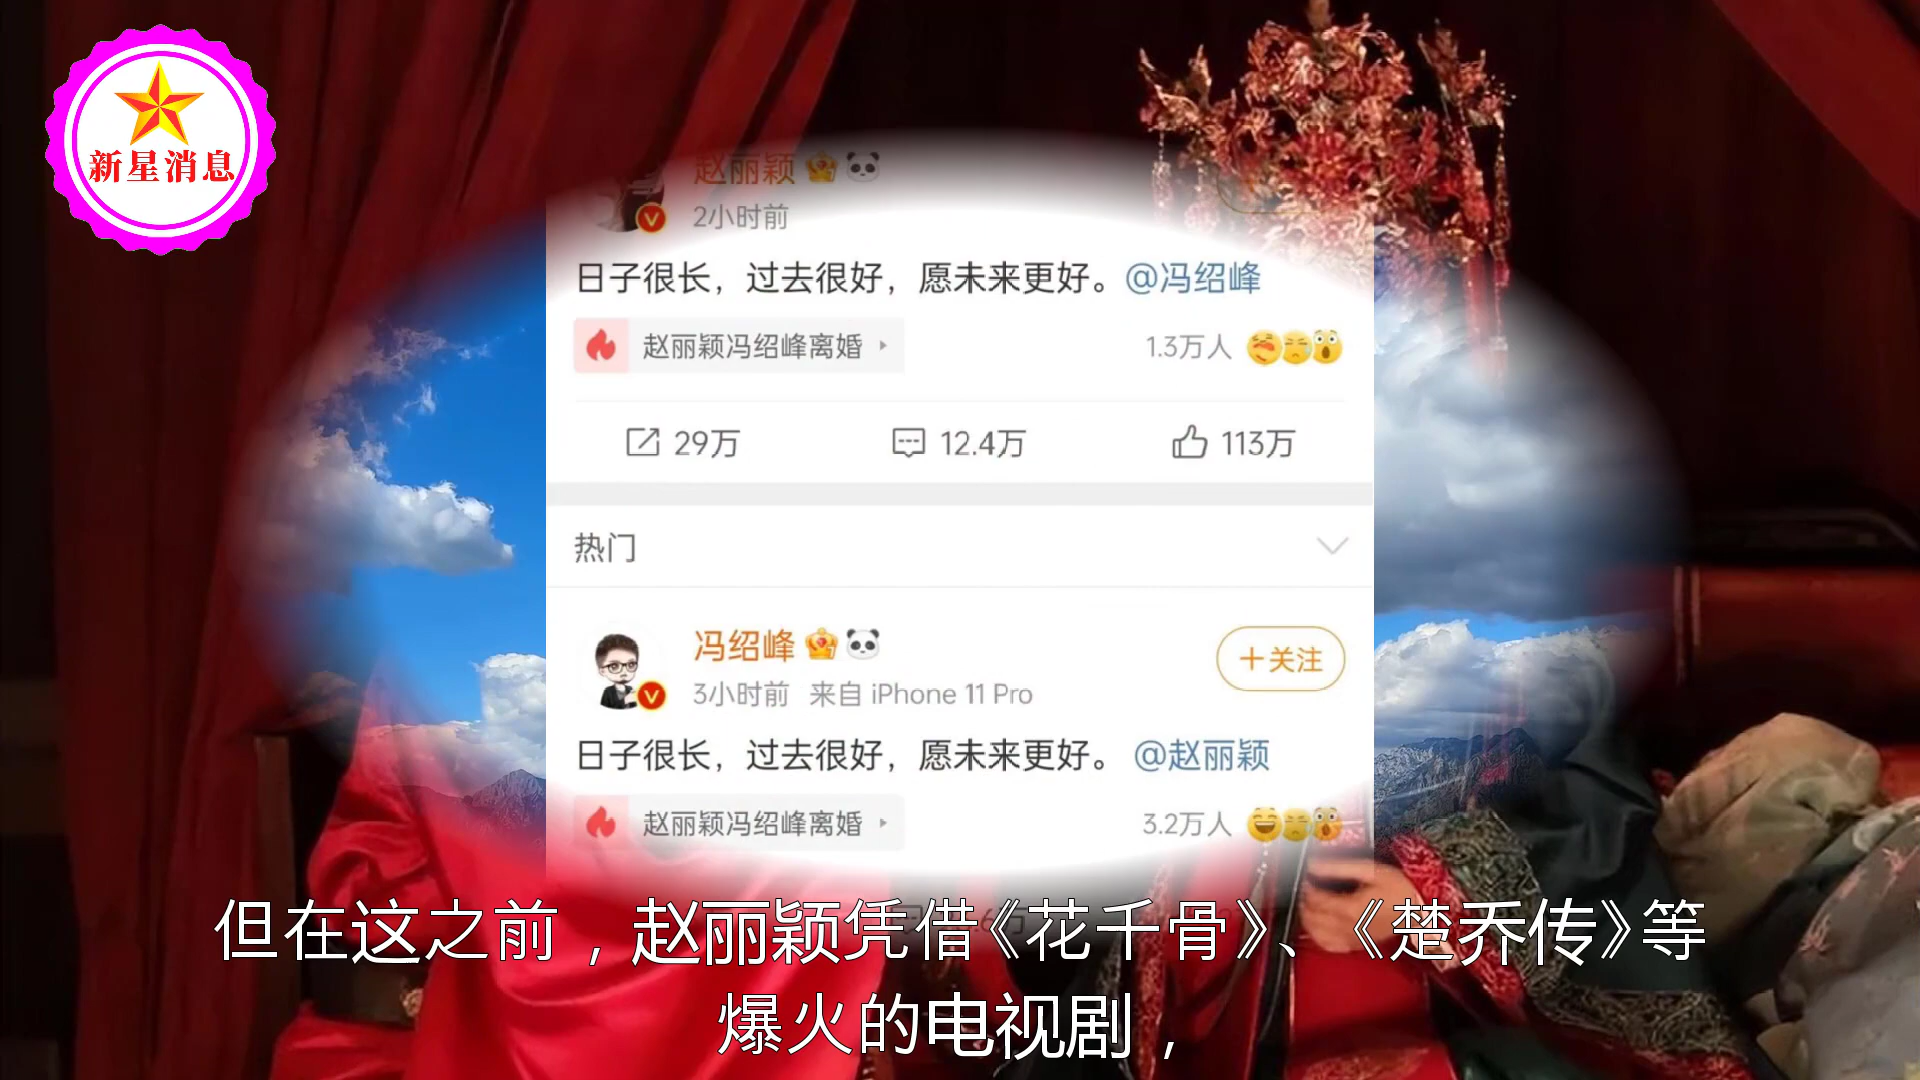 新星消息
赵丽颖
2小时前
日子很长，过去很好，愿未来更好。@冯绍峰
赵丽颖冯绍峰离婚
1.3万人
29万 12.4万 113万
热门
冯绍峰
3小时前 来自 iPhone 11 Pro
+关注
日子很长，过去很好，愿未来更好。 @赵丽颖
赵丽颖冯绍峰离婚
3.2万人
但在这之前，赵丽颖凭借《花千骨》、《楚乔传》等
爆火的电视剧，